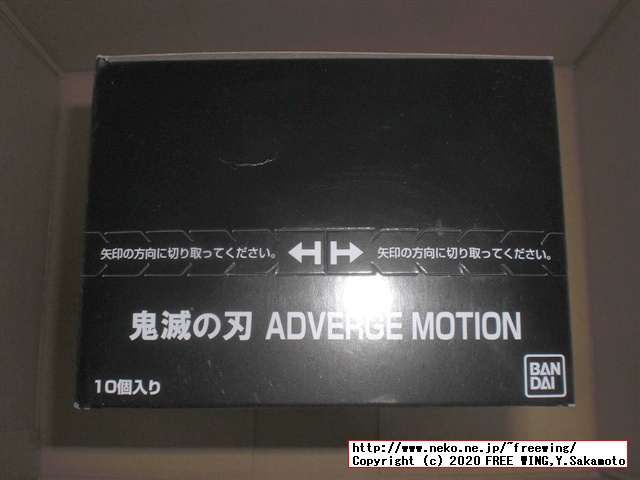 矢印の方向に切り取ってください。 矢印の方向に切り取ってください。
鬼滅の刃 ADVERGE MOTION
10個入り
BAN
DAI
http://www.neko.ne.jp/~freewing/
Copyright (c) 2020 FREE WING,Y.Sakamoto